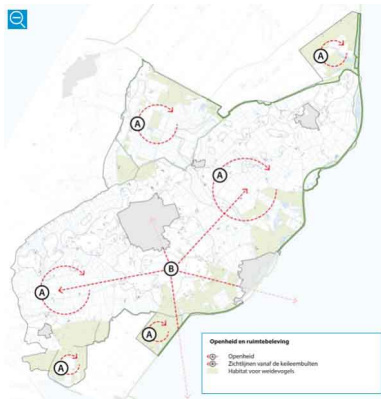 A
A
A
B
A
A
A
Openheid en ruimtebeleving
A Openheid
B Zichtlijnen vanaf de keileembulten
Habitat voor weidevogels